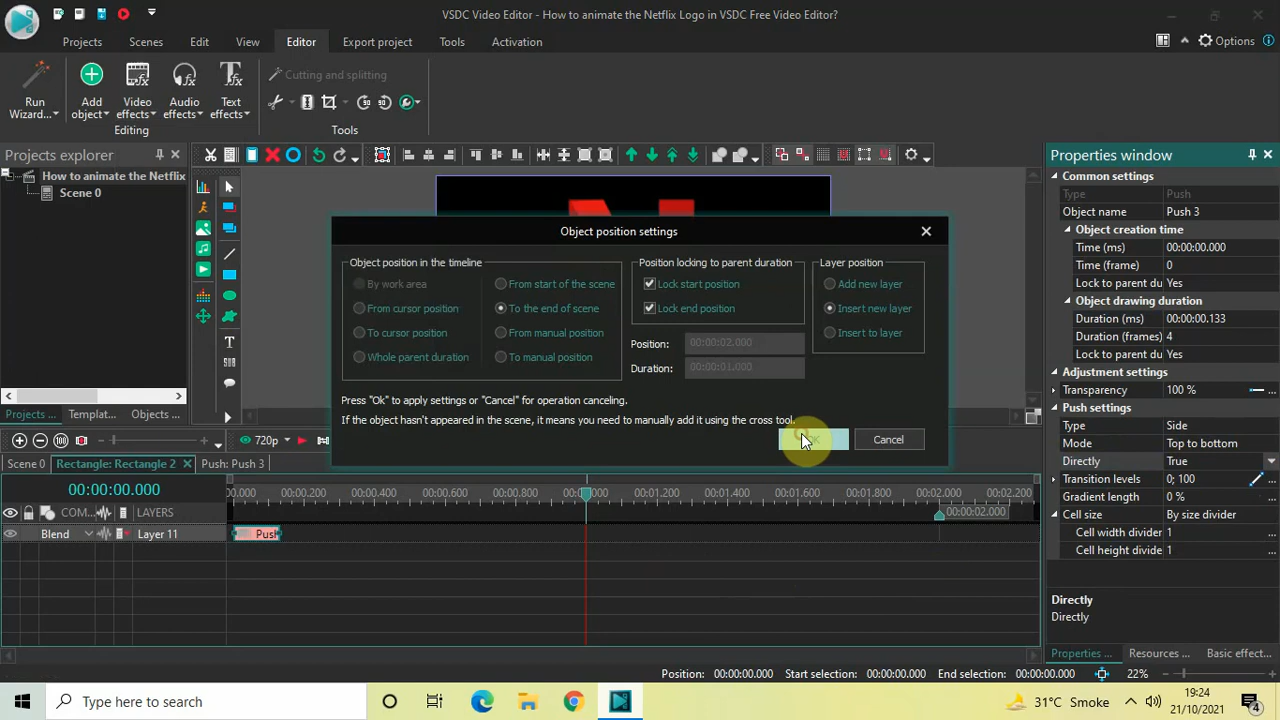 VSDC Video Editor - How to animate the Netflix Logo in VSDC Free Video Editor?
Projects Scenes Edit View Editor Export project Tools Activation
Options
Run Wizard...
Add object
Video effects
Audio effects
Text effects
Editing
Cutting and splitting
Tools
Projects explorer
How to animate the Netflix
Scene 0
Projects ... Templat... Objects ...
Object position settings
Object position in the timeline
By work area
From cursor position
To cursor position
Whole parent duration
From start of the scene
To the end of scene
From manual position
To manual position
Position locking to parent duration
Lock start position
Lock end position
Position: 00:00:02.000
Duration: 00:00:01.000
Layer position
Add new layer
Insert new layer
Insert to layer
Press "Ok" to apply settings or "Cancel" for operation canceling.
If the object hasn't appeared in the scene, it means you need to manually add it using the cross tool.
Cancel
Properties window
Common settings
Type Push
Object name Push 3
Object creation time
Time (ms) 00:00:00.000
Time (frame) 0
Lock to parent du Yes
Object drawing duration
Duration (ms) 00:00:00.133
Duration (frames) 4
Lock to parent d Yes
Adjustment settings
Transparency 100 %
Push settings
Type Side
Mode Top to bottom
Directly True
Transition levels 0; 100
Gradient length 0 %
Cell size By size divider
Cell width divider 1
Cell height divide 1
Directly
Directly
Properties ... Resources ... Basic effect...
720p
Scene 0 Rectangle: Rectangle 2 Push: Push 3
00:00:00.000
.000 00:00.200 00:00.400 00:00.600 00:00.800 00:01.200 00:01.400 00:01.600 00:01.800 00:02.000 00:02.200
00:00:02.000
COM... LAYERS
Blend Layer 11
Push
Position: 00:00:00.000 Start selection: 00:00:00.000 End selection: 00:00:00.000 22%
Type here to search
31°C Smoke
19:24
21/10/2021
4